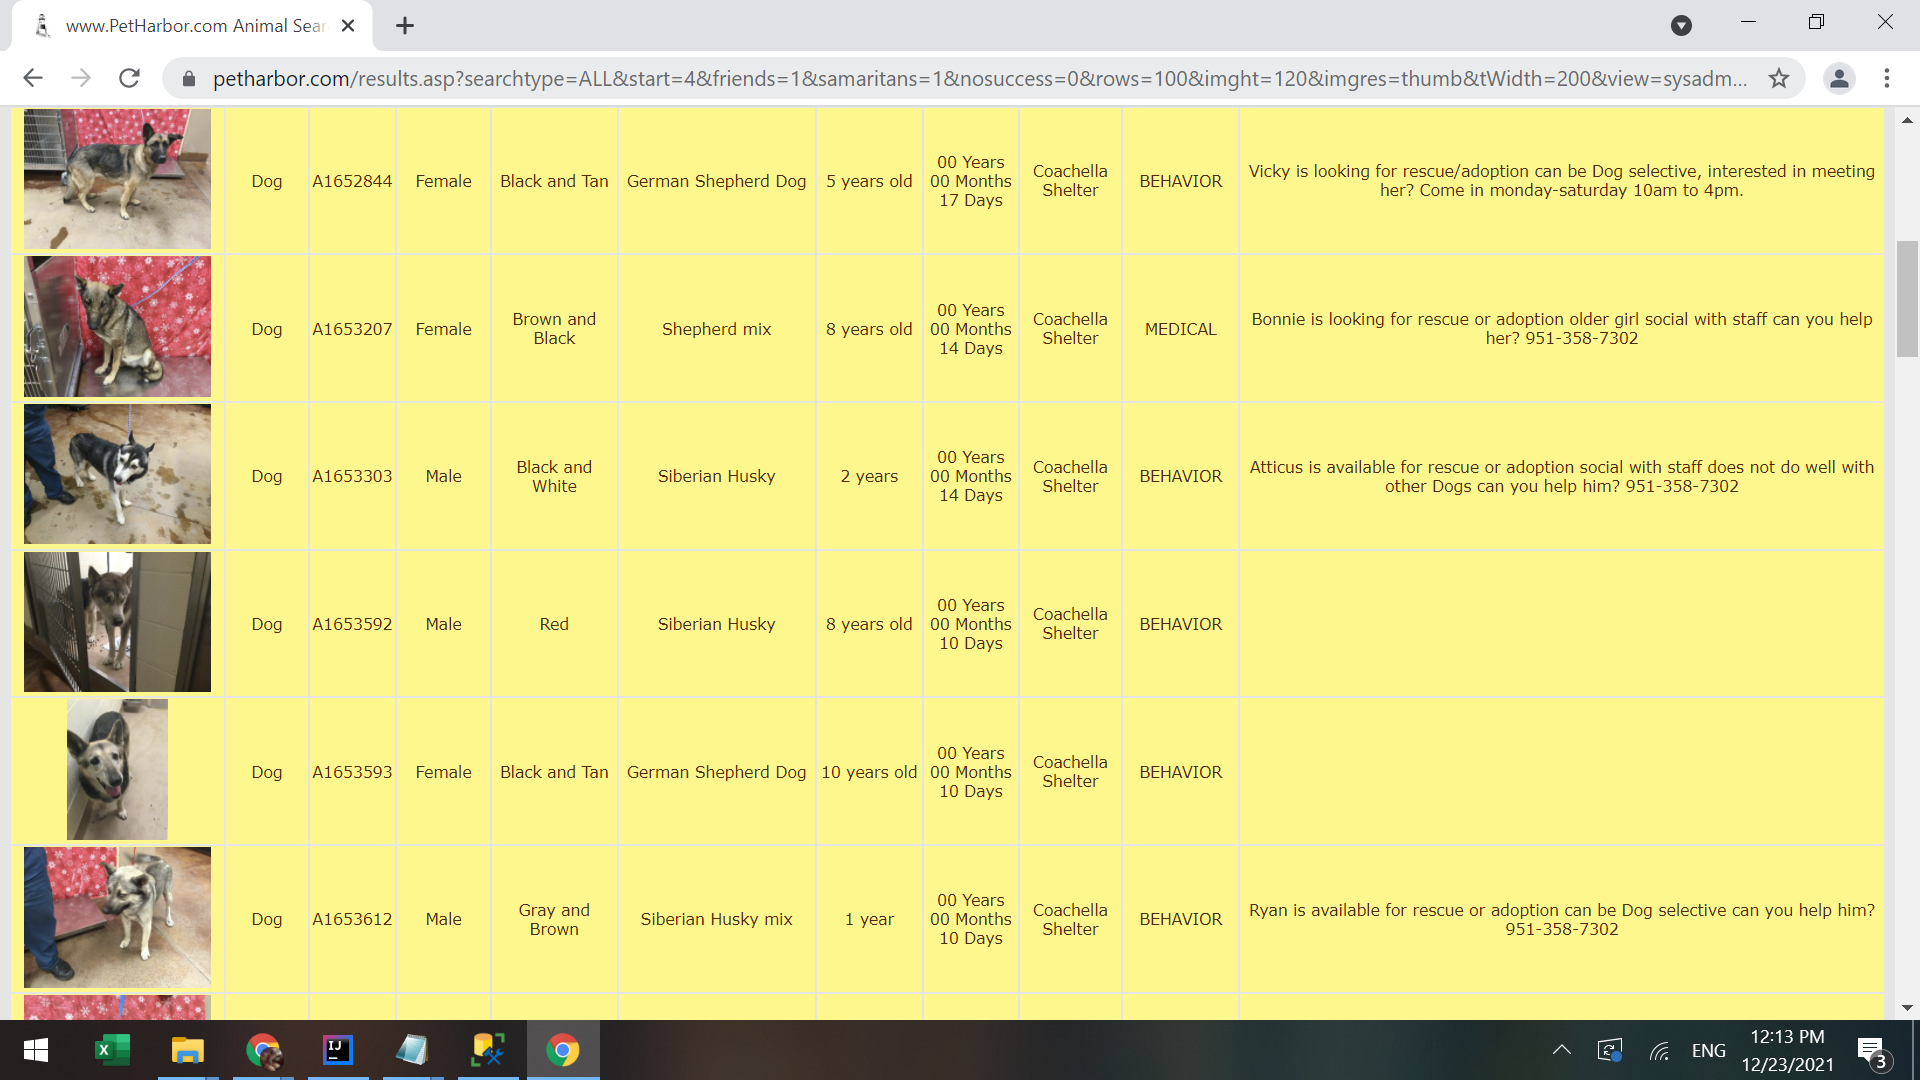 www.PetHarbor.com Animal Sear
petharbor.com/results.asp?searchtype=ALL&start=4&friends=1&samaritans=1&nosuccess=0&rows=100&imght=120&imgres=thumb&tWidth=200&view=sysadm...
Dog
A1652844
Female
Black and Tan
German Shepherd Dog
5 years old
00 Years
00 Months
17 Days
Coachella
Shelter
BEHAVIOR
Vicky is looking for rescue/adoption can be Dog selective, interested in meeting
her? Come in monday-saturday 10am to 4pm.
Dog
A1653207
Female
Brown and
Black
Shepherd mix
8 years old
00 Years
00 Months
14 Days
Coachella
Shelter
MEDICAL
Bonnie is looking for rescue or adoption older girl social with staff can you help
her? 951-358-7302
Dog
A1653303
Male
Black and
White
Siberian Husky
2 years
00 Years
00 Months
14 Days
Coachella
Shelter
BEHAVIOR
Atticus is available for rescue or adoption social with staff does not do well with
other Dogs can you help him? 951-358-7302
Dog
A1653592
Male
Red
Siberian Husky
8 years old
00 Years
00 Months
10 Days
Coachella
Shelter
BEHAVIOR
Dog
A1653593
Female
Black and Tan
German Shepherd Dog
10 years old
00 Years
00 Months
10 Days
Coachella
Shelter
BEHAVIOR
Dog
A1653612
Male
Gray and
Brown
Siberian Husky mix
1 year
00 Years
00 Months
10 Days
Coachella
Shelter
BEHAVIOR
Ryan is available for rescue or adoption can be Dog selective can you help him?
951-358-7302
X
IJ
ENG
12:13 PM
12/23/2021
3